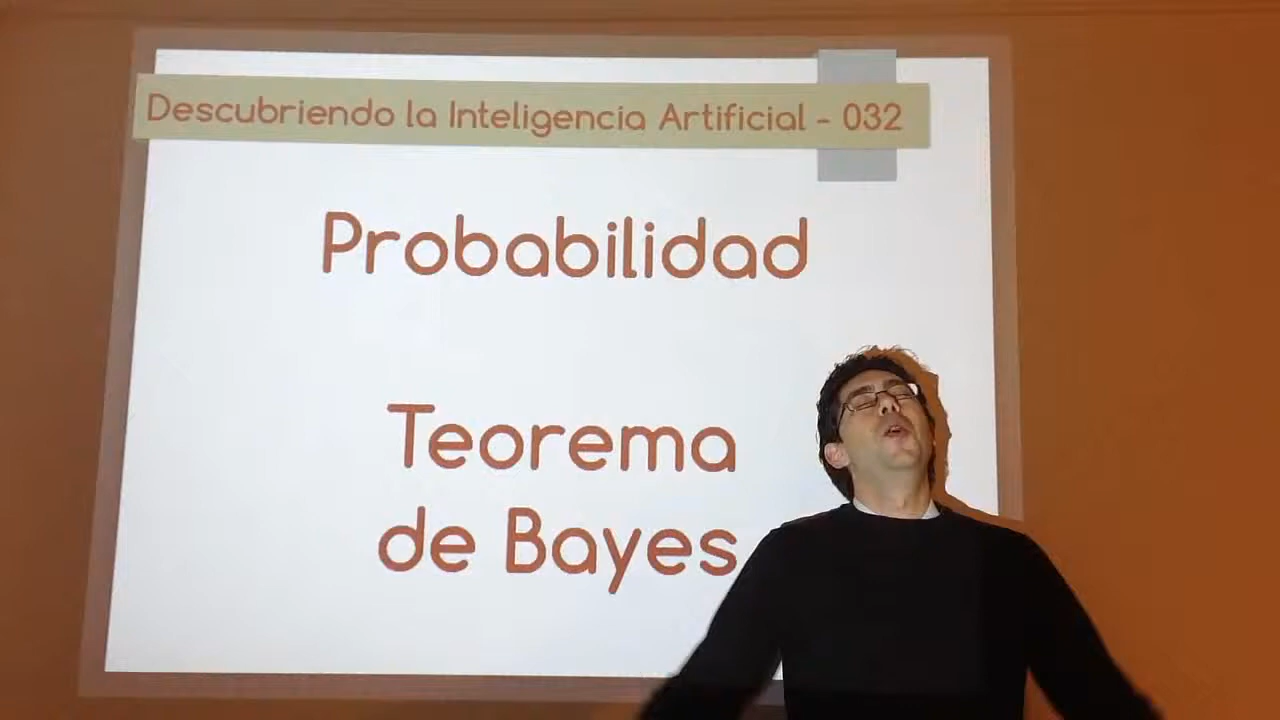 Descubriendo la Inteligencia Artificial - 032
Probabilidad
Teorema
de Bayes